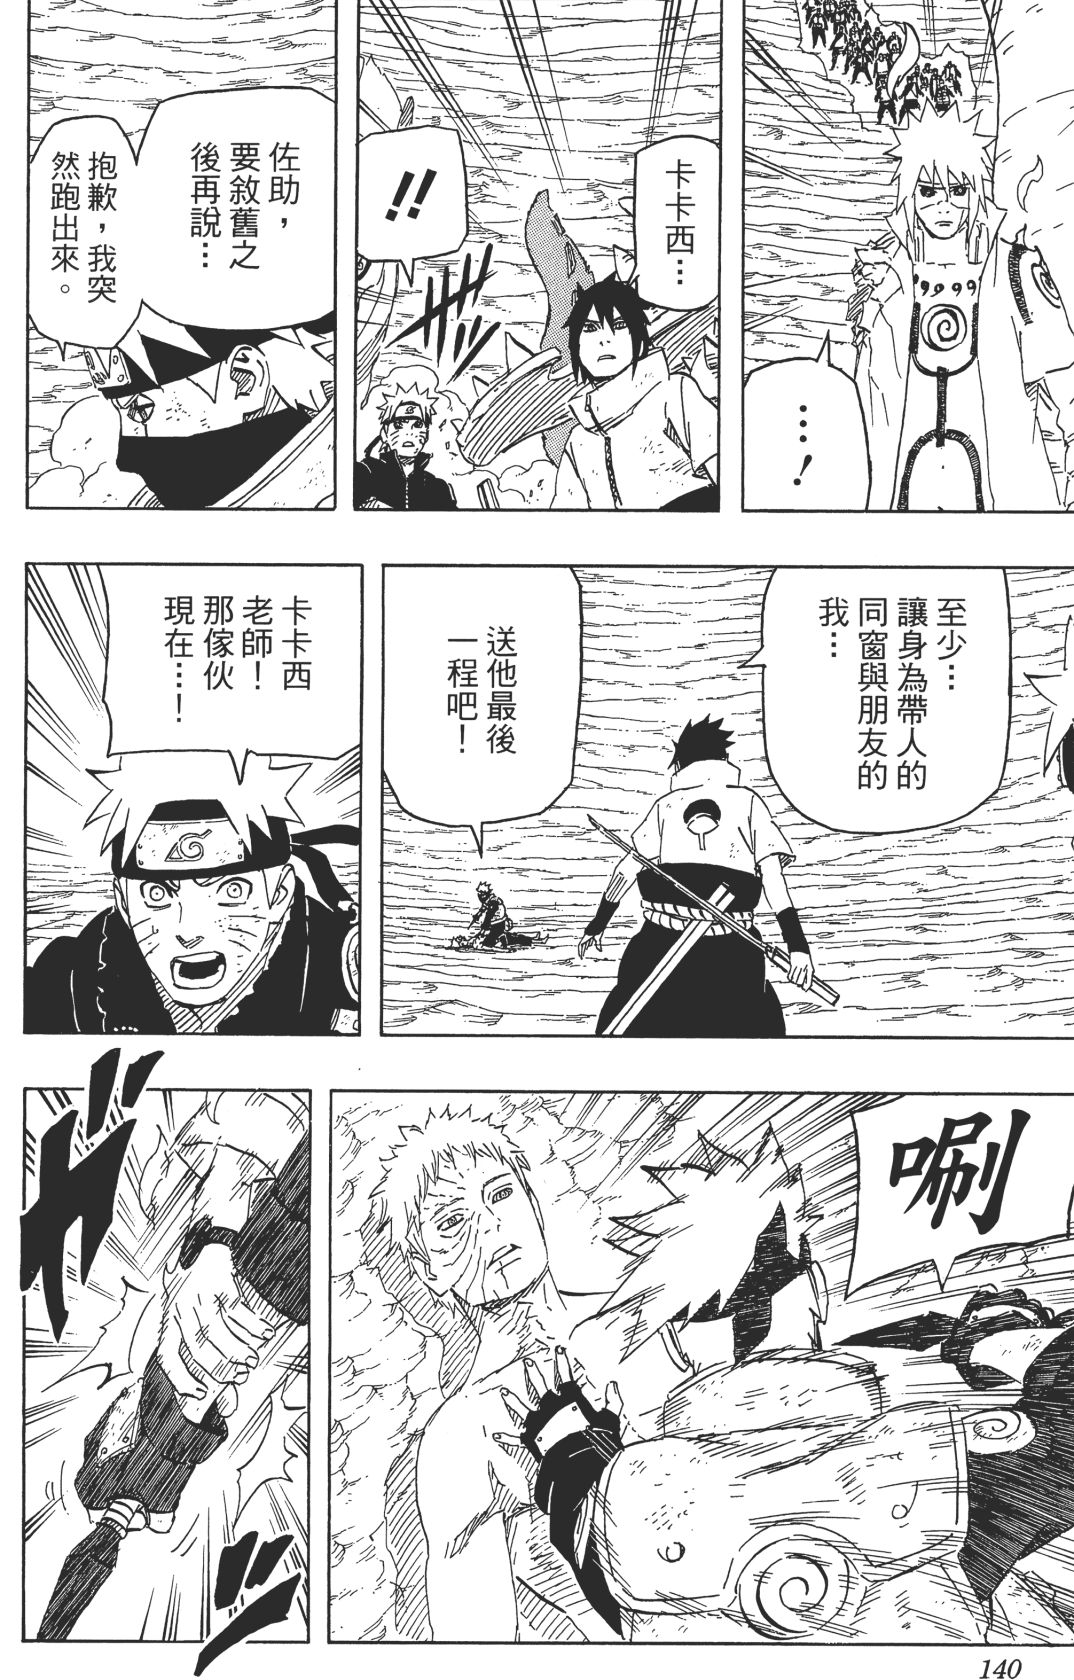 …！
卡卡西…
!!
佐助，
要敘舊之
後再說…
抱歉，我突
然跑出來。
至少…
讓身為帶人的
同窗與朋友的
我…
送他最後
一程吧！
卡卡西
老師！
那傢伙
現在…！
唰
140